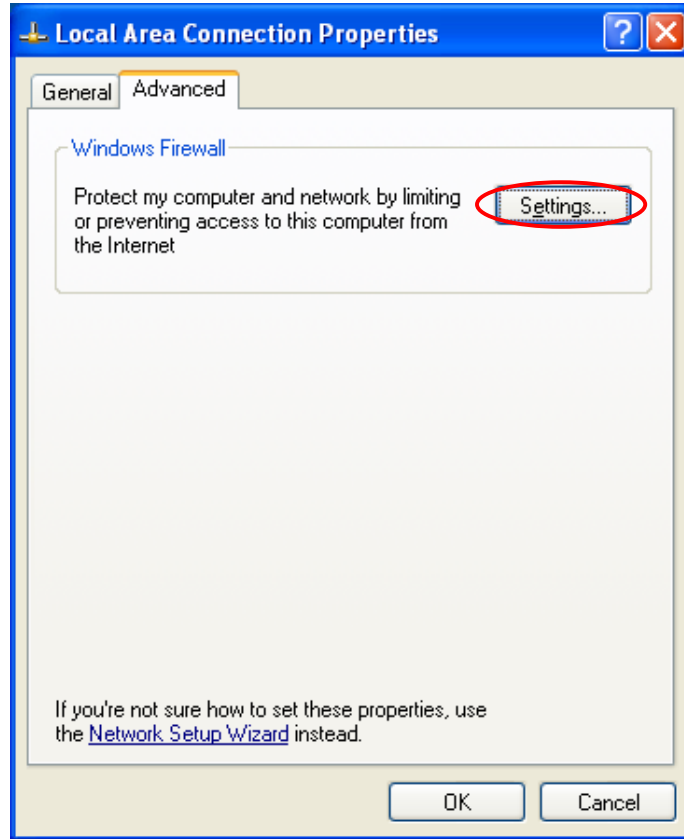 Local Area Connection Properties
General Advanced
Windows Firewall
Protect my computer and network by limiting
or preventing access to this computer from
the Internet
Settings...
If you're not sure how to set these properties, use
the Network Setup Wizard instead.
OK Cancel